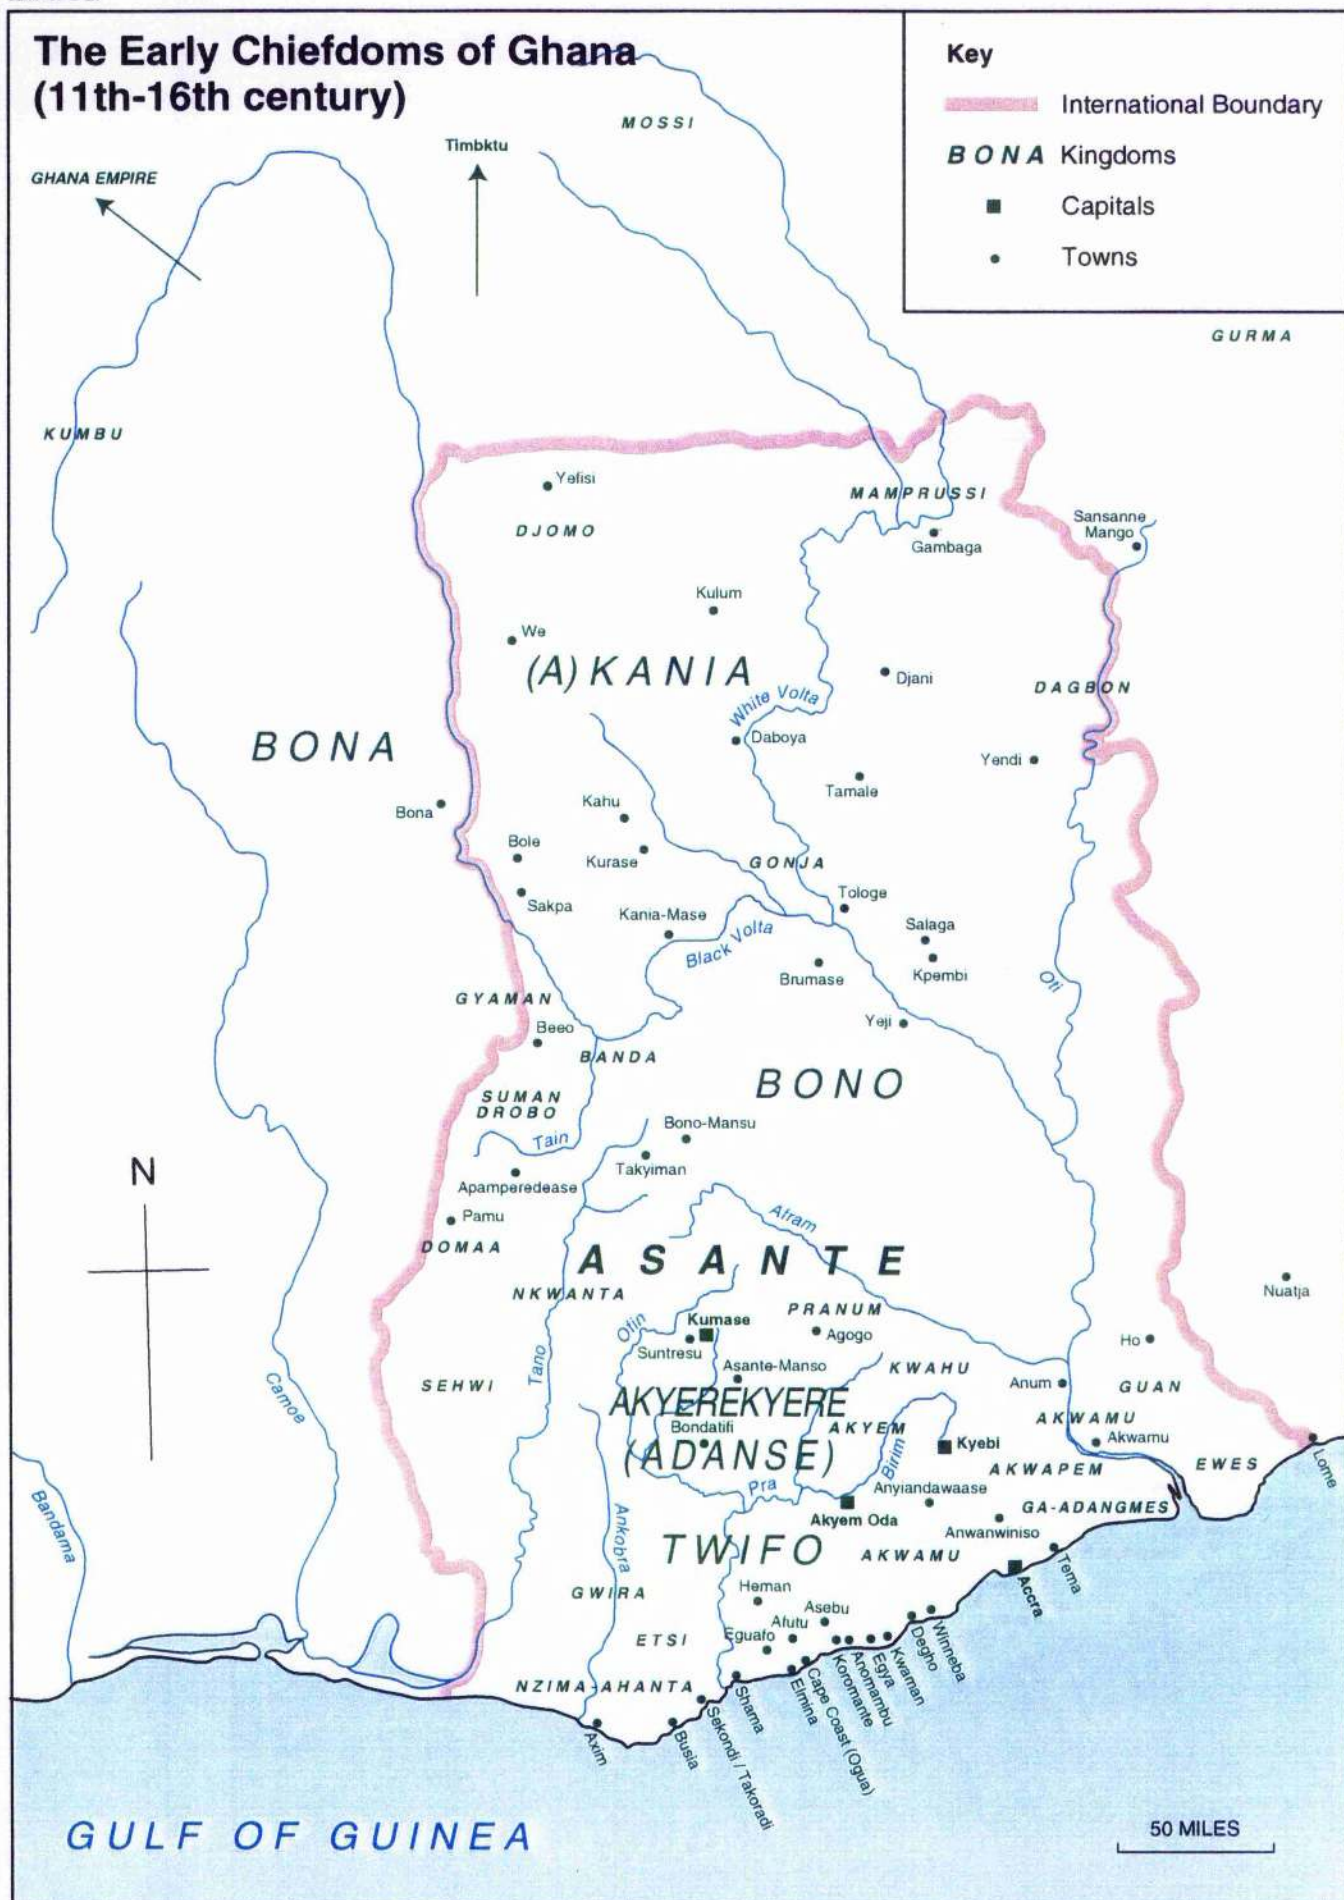 The Early Chiefdoms of Ghana
(11th-16th century)
Key
International Boundary
BONA Kingdoms
Capitals
Towns
MOSSI
Timbktu
GHANA EMPIRE
GURMA
KUMBU
Yefisi
MAMPRUSSI
DJOMO
Sansanne
Mango
Gambaga
Kulum
We
(A)KANIA
Djani
DAGBON
White Volta
BONA
Daboya
Yendi
Tamale
Kahu
Bona
Bole
Kurase
GONJA
Sakpa
Tologe
Kania-Mase
Salaga
Black Volta
Kpembi
Brumase
Oti
GYAMAN
Yeji
Beeo
BANDA
BONO
SUMAN
DROBO
Bono-Mansu
Tain
N
Takyiman
Apamperedease
Pamu
Afram
DOMAA
ASANTE
NKWANTA
Nuatja
PRANUM
Kumase
Ofin
Agogo
Ho
Suntresu
Asante-Manso
KWAHU
Tano
Anum
GUAN
SEHWI
Camoe
AKYEREKYERE
AKWAMU
Bondatifi
AKYEM
Akwamu
Kyebi
(ADANSE)
Birim
AKWAPEM
EWES
Lome
Pra
Anyiandawaase
GA-ADANGMES
Akyem Oda
Anwanwiniso
Bandama
Ankobra
TWIFO
AKWAMU
Tema
Accra
Heman
GWIRA
Asebu
Afutu
ETSI
Eguafo
Winneba
Degho
Kwaman
Egya
Anomambu
Koromante
Cape Coast (Ogua)
Elmina
NZIMA-AHANTA
Shama
Sekondi / Takoradi
Busia
Axim
GULF OF GUINEA
50 MILES